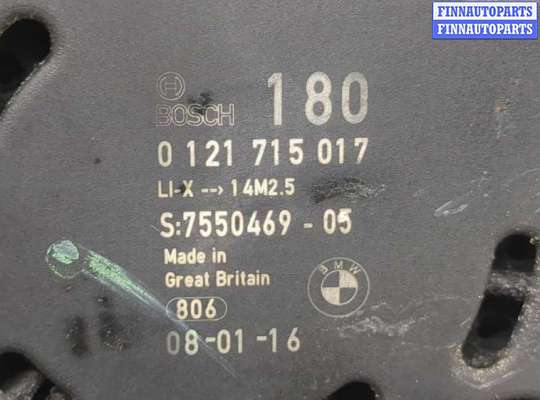 FINNAUTOPARTS
FINNAUTOPARTS
BOSCH 180
0 121 715 017
LI-X --> 14M2.5
S:7550469 - 05
Made in
Great Britain
BMW
806
08-01-16